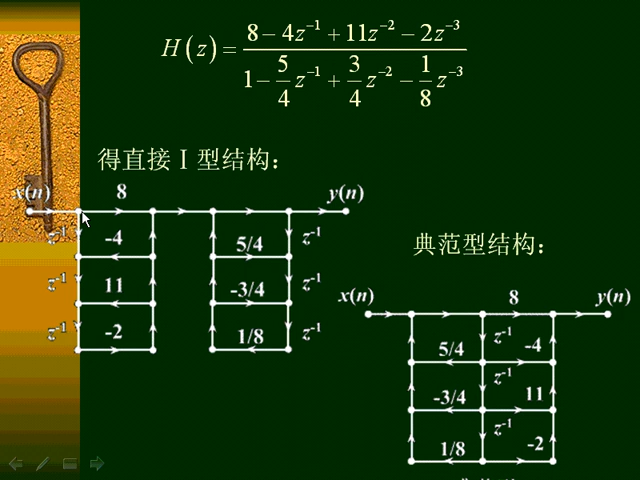 H(z) = (8 − 4z⁻¹ + 11z⁻² − 2z⁻³) / (1 − 5/4 z⁻¹ + 3/4 z⁻² − 1/8 z⁻³)
得直接Ⅰ型结构：
x(n) 8 y(n)
z⁻¹ -4 5/4 z⁻¹
z⁻¹ 11 -3/4 z⁻¹
z⁻¹ -2 1/8 z⁻¹
典范型结构：
x(n) 8 y(n)
5/4 z⁻¹ -4
-3/4 z⁻¹ 11
1/8 z⁻¹ -2